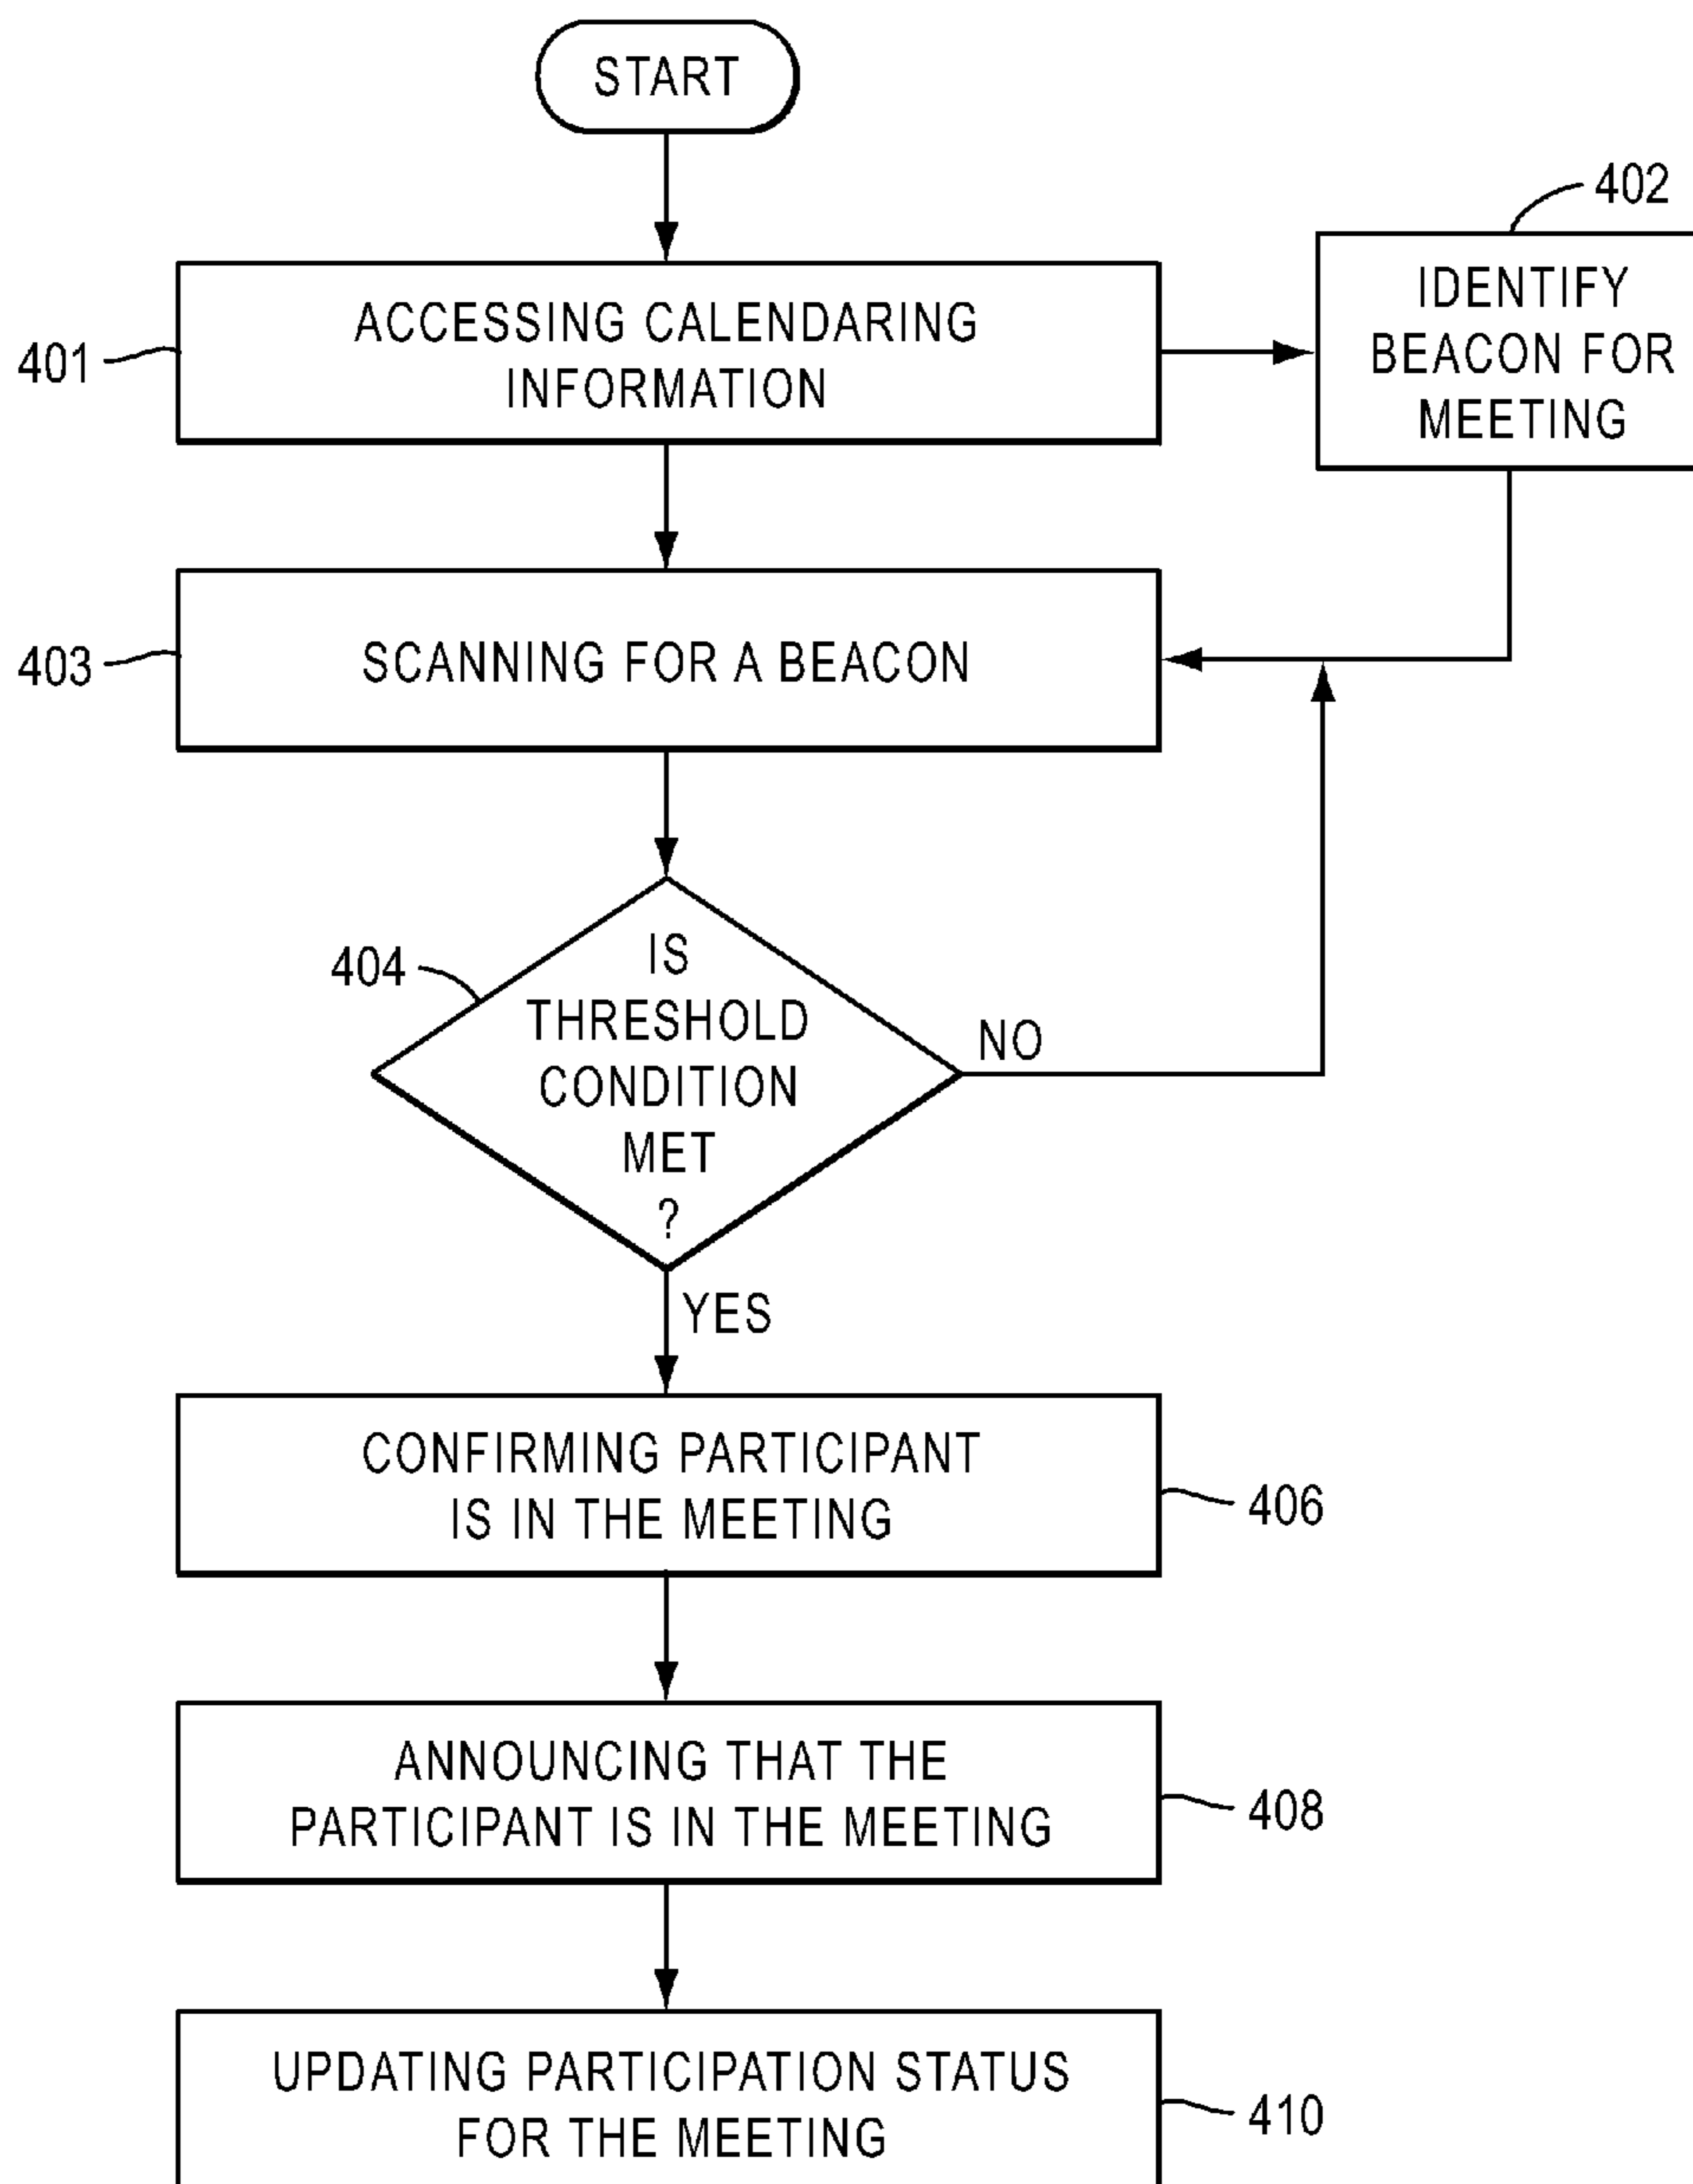 START
402
IDENTIFY
BEACON FOR
MEETING
ACCESSING CALENDARING
INFORMATION
401
SCANNING FOR A BEACON
403
404
IS
THRESHOLD
CONDITION
MET
?
NO
YES
CONFIRMING PARTICIPANT
IS IN THE MEETING
406
ANNOUNCING THAT THE
PARTICIPANT IS IN THE MEETING
408
UPDATING PARTICIPATION STATUS
FOR THE MEETING
410